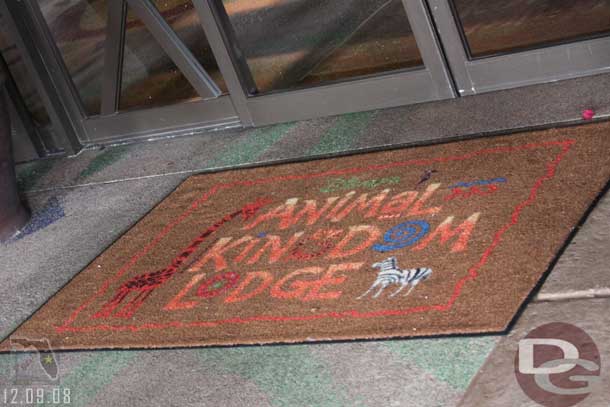 ANIMAL
KINGDOM
LODGE
12.09.08
DG